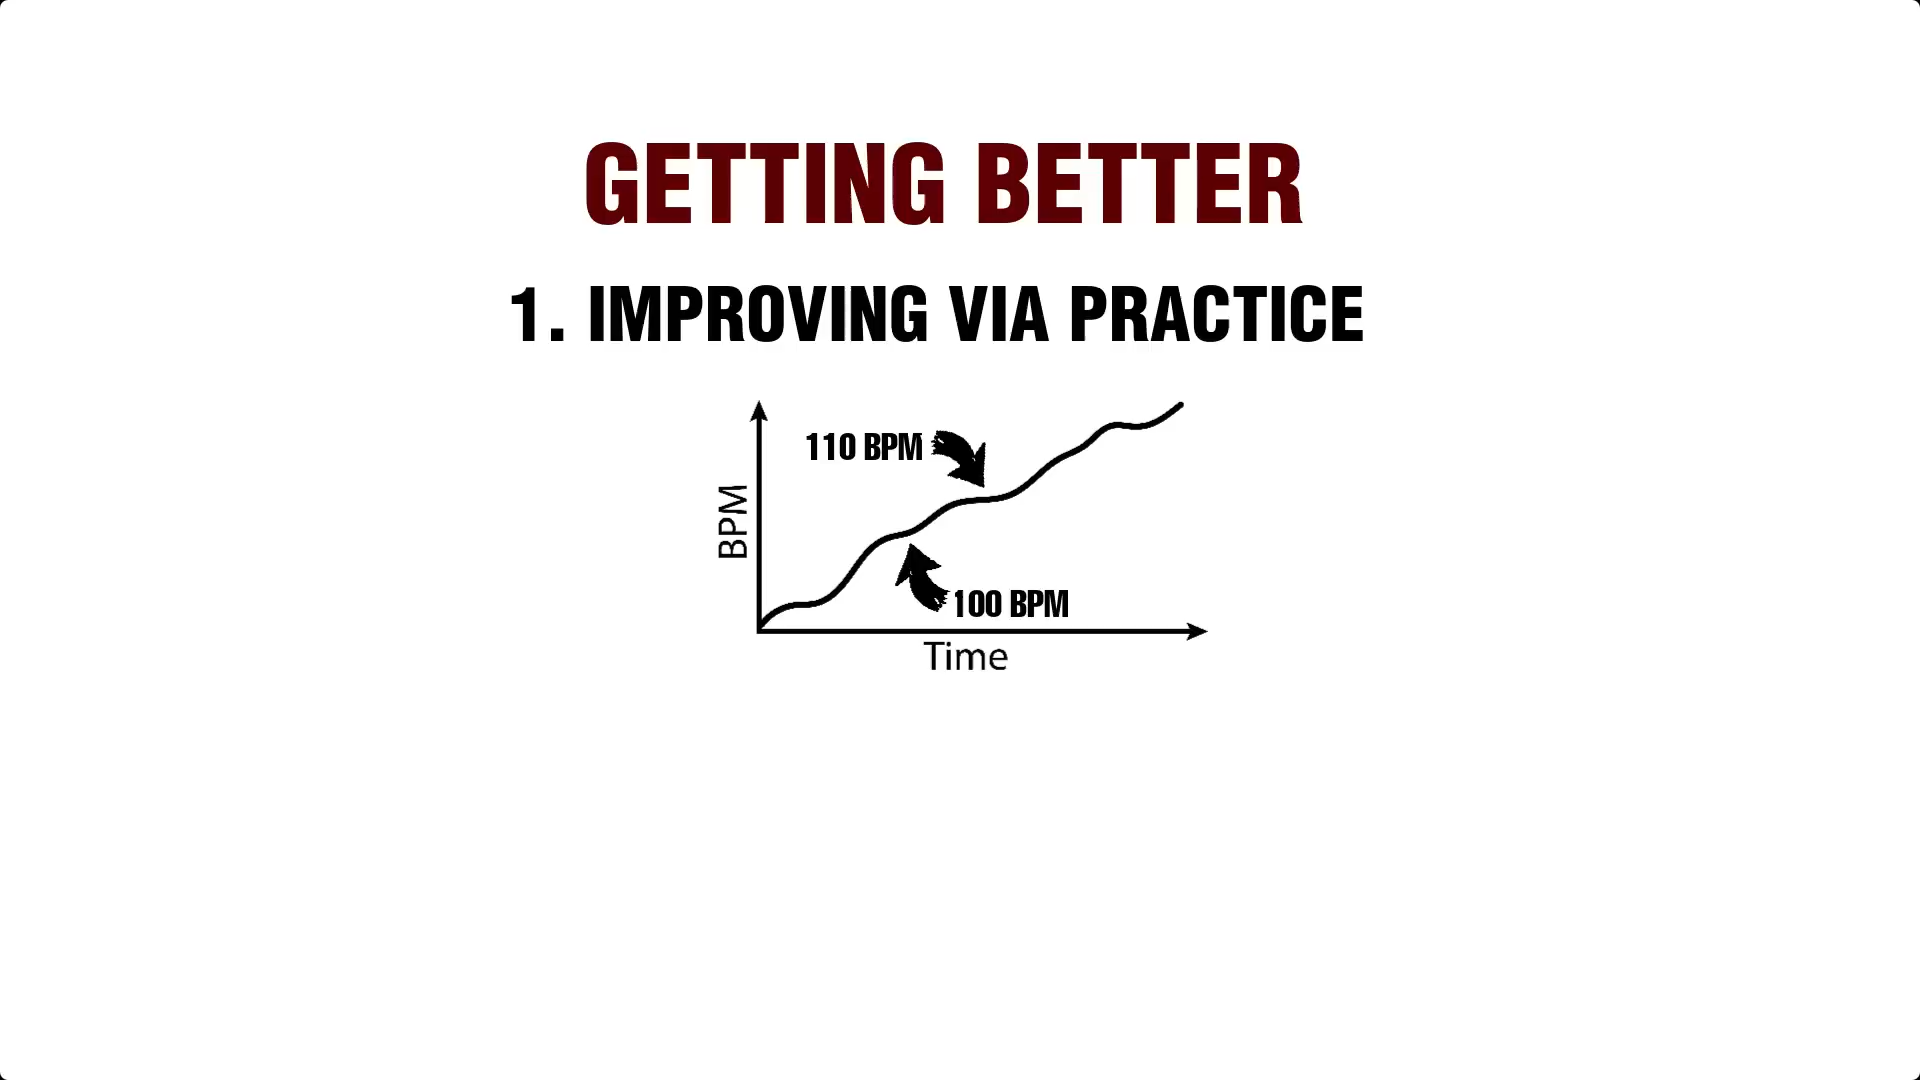 GETTING BETTER
1. IMPROVING VIA PRACTICE
110 BPM
BPM
100 BPM
Time